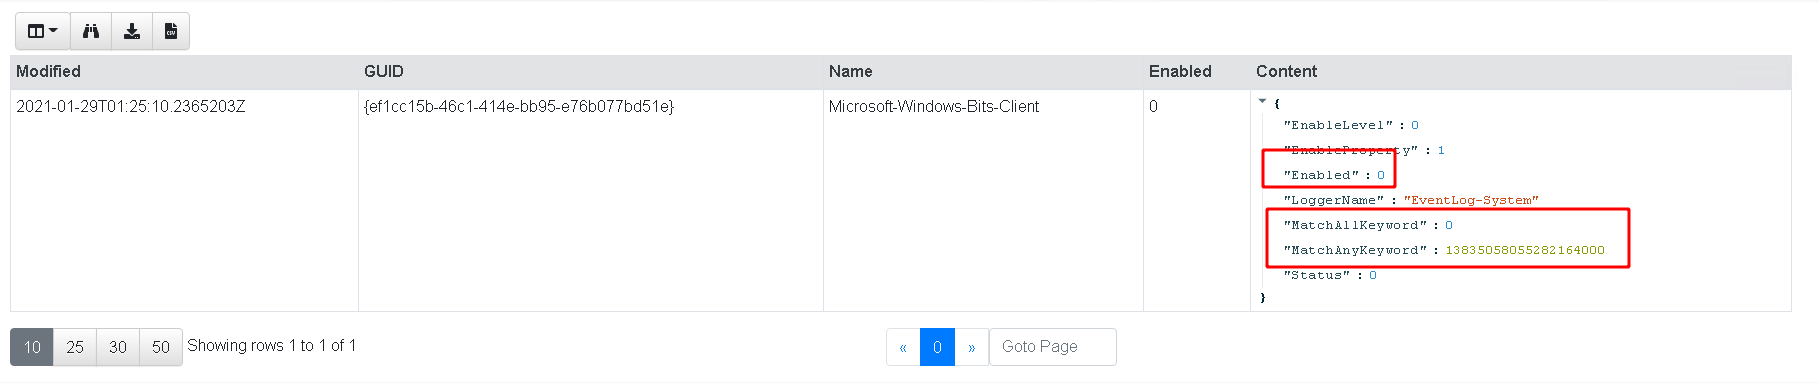 CSV
Modified GUID Name Enabled Content
2021-01-29T01:25:10.2365203Z {ef1cc15b-46c1-414e-bb95-e76b077bd51e} Microsoft-Windows-Bits-Client 0 {
"EnableLevel" : 0
"EnableProperty" : 1
"Enabled" : 0
"LoggerName" : "EventLog-System"
"MatchAllKeyword" : 0
"MatchAnyKeyword" : 13835058055282164000
"Status" : 0
}
10 25 30 50 Showing rows 1 to 1 of 1 « 0 » Goto Page